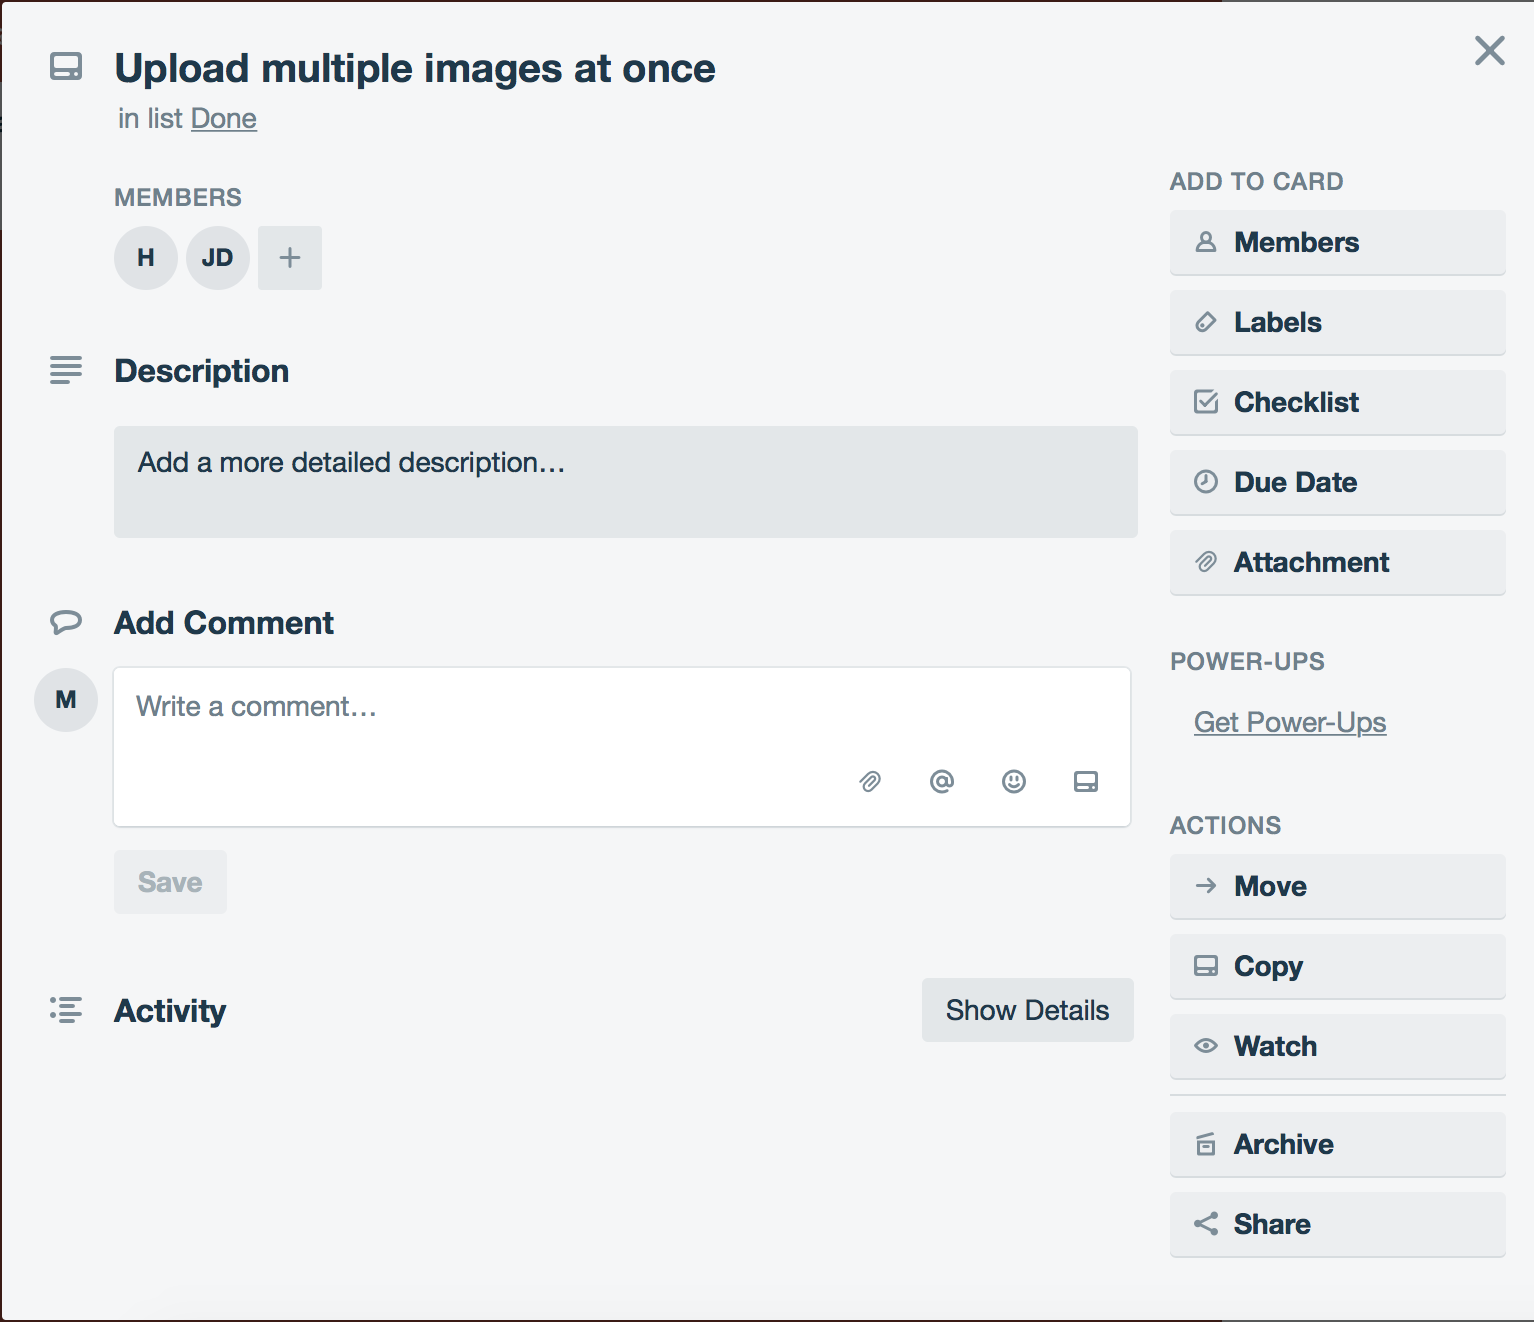 Upload multiple images at once
in list Done
MEMBERS
H JD +
Description
Add a more detailed description…
Add Comment
M
Write a comment…
Save
Activity
Show Details
ADD TO CARD
Members
Labels
Checklist
Due Date
Attachment
POWER-UPS
Get Power-Ups
ACTIONS
Move
Copy
Watch
Archive
Share